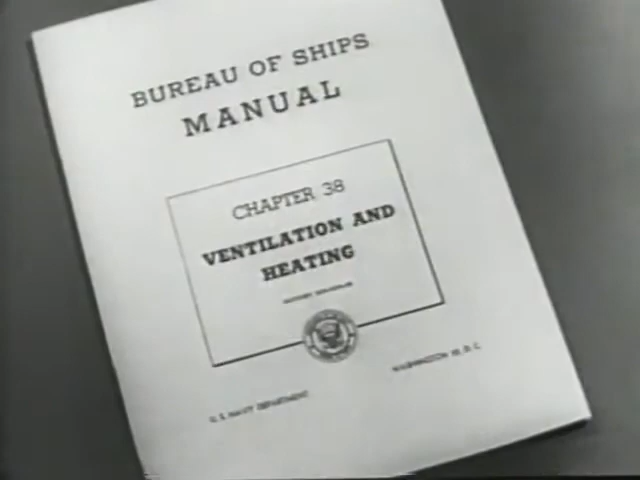 BUREAU OF SHIPS
MANUAL
CHAPTER 38
VENTILATION AND
HEATING
U. S. NAVY DEPARTMENT
WASHINGTON 25, D. C.